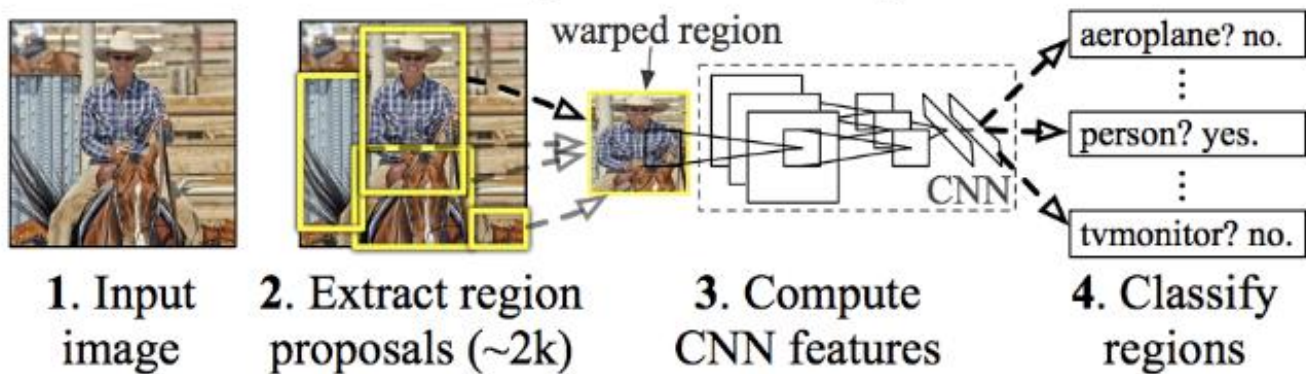 warped region
aeroplane? no.
person? yes.
CNN
tvmonitor? no.
1. Input
image
2. Extract region
proposals (~2k)
3. Compute
CNN features
4. Classify
regions